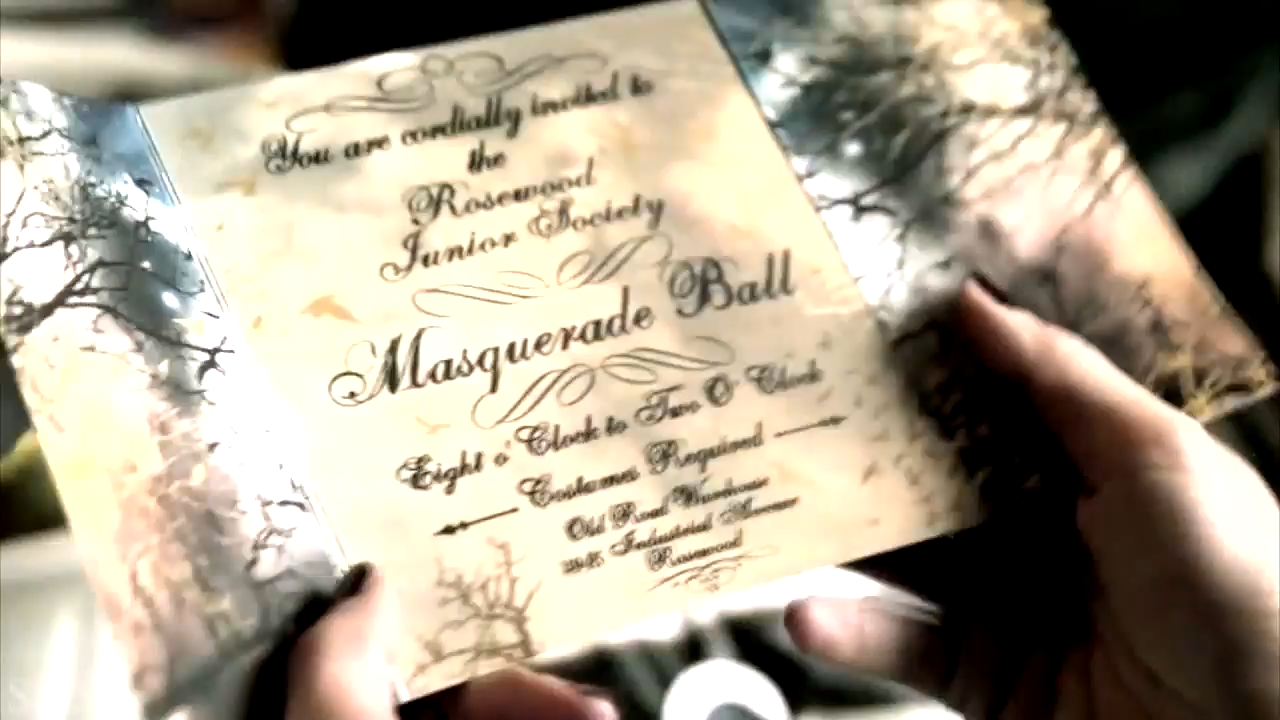 You are cordially invited to
the
Rosewood
Junior Society
Masquerade Ball
Eight o'Clock to Two O'Clock
Costumes Required
Old Road Warehouse
Industrial Avenue
Rosewood